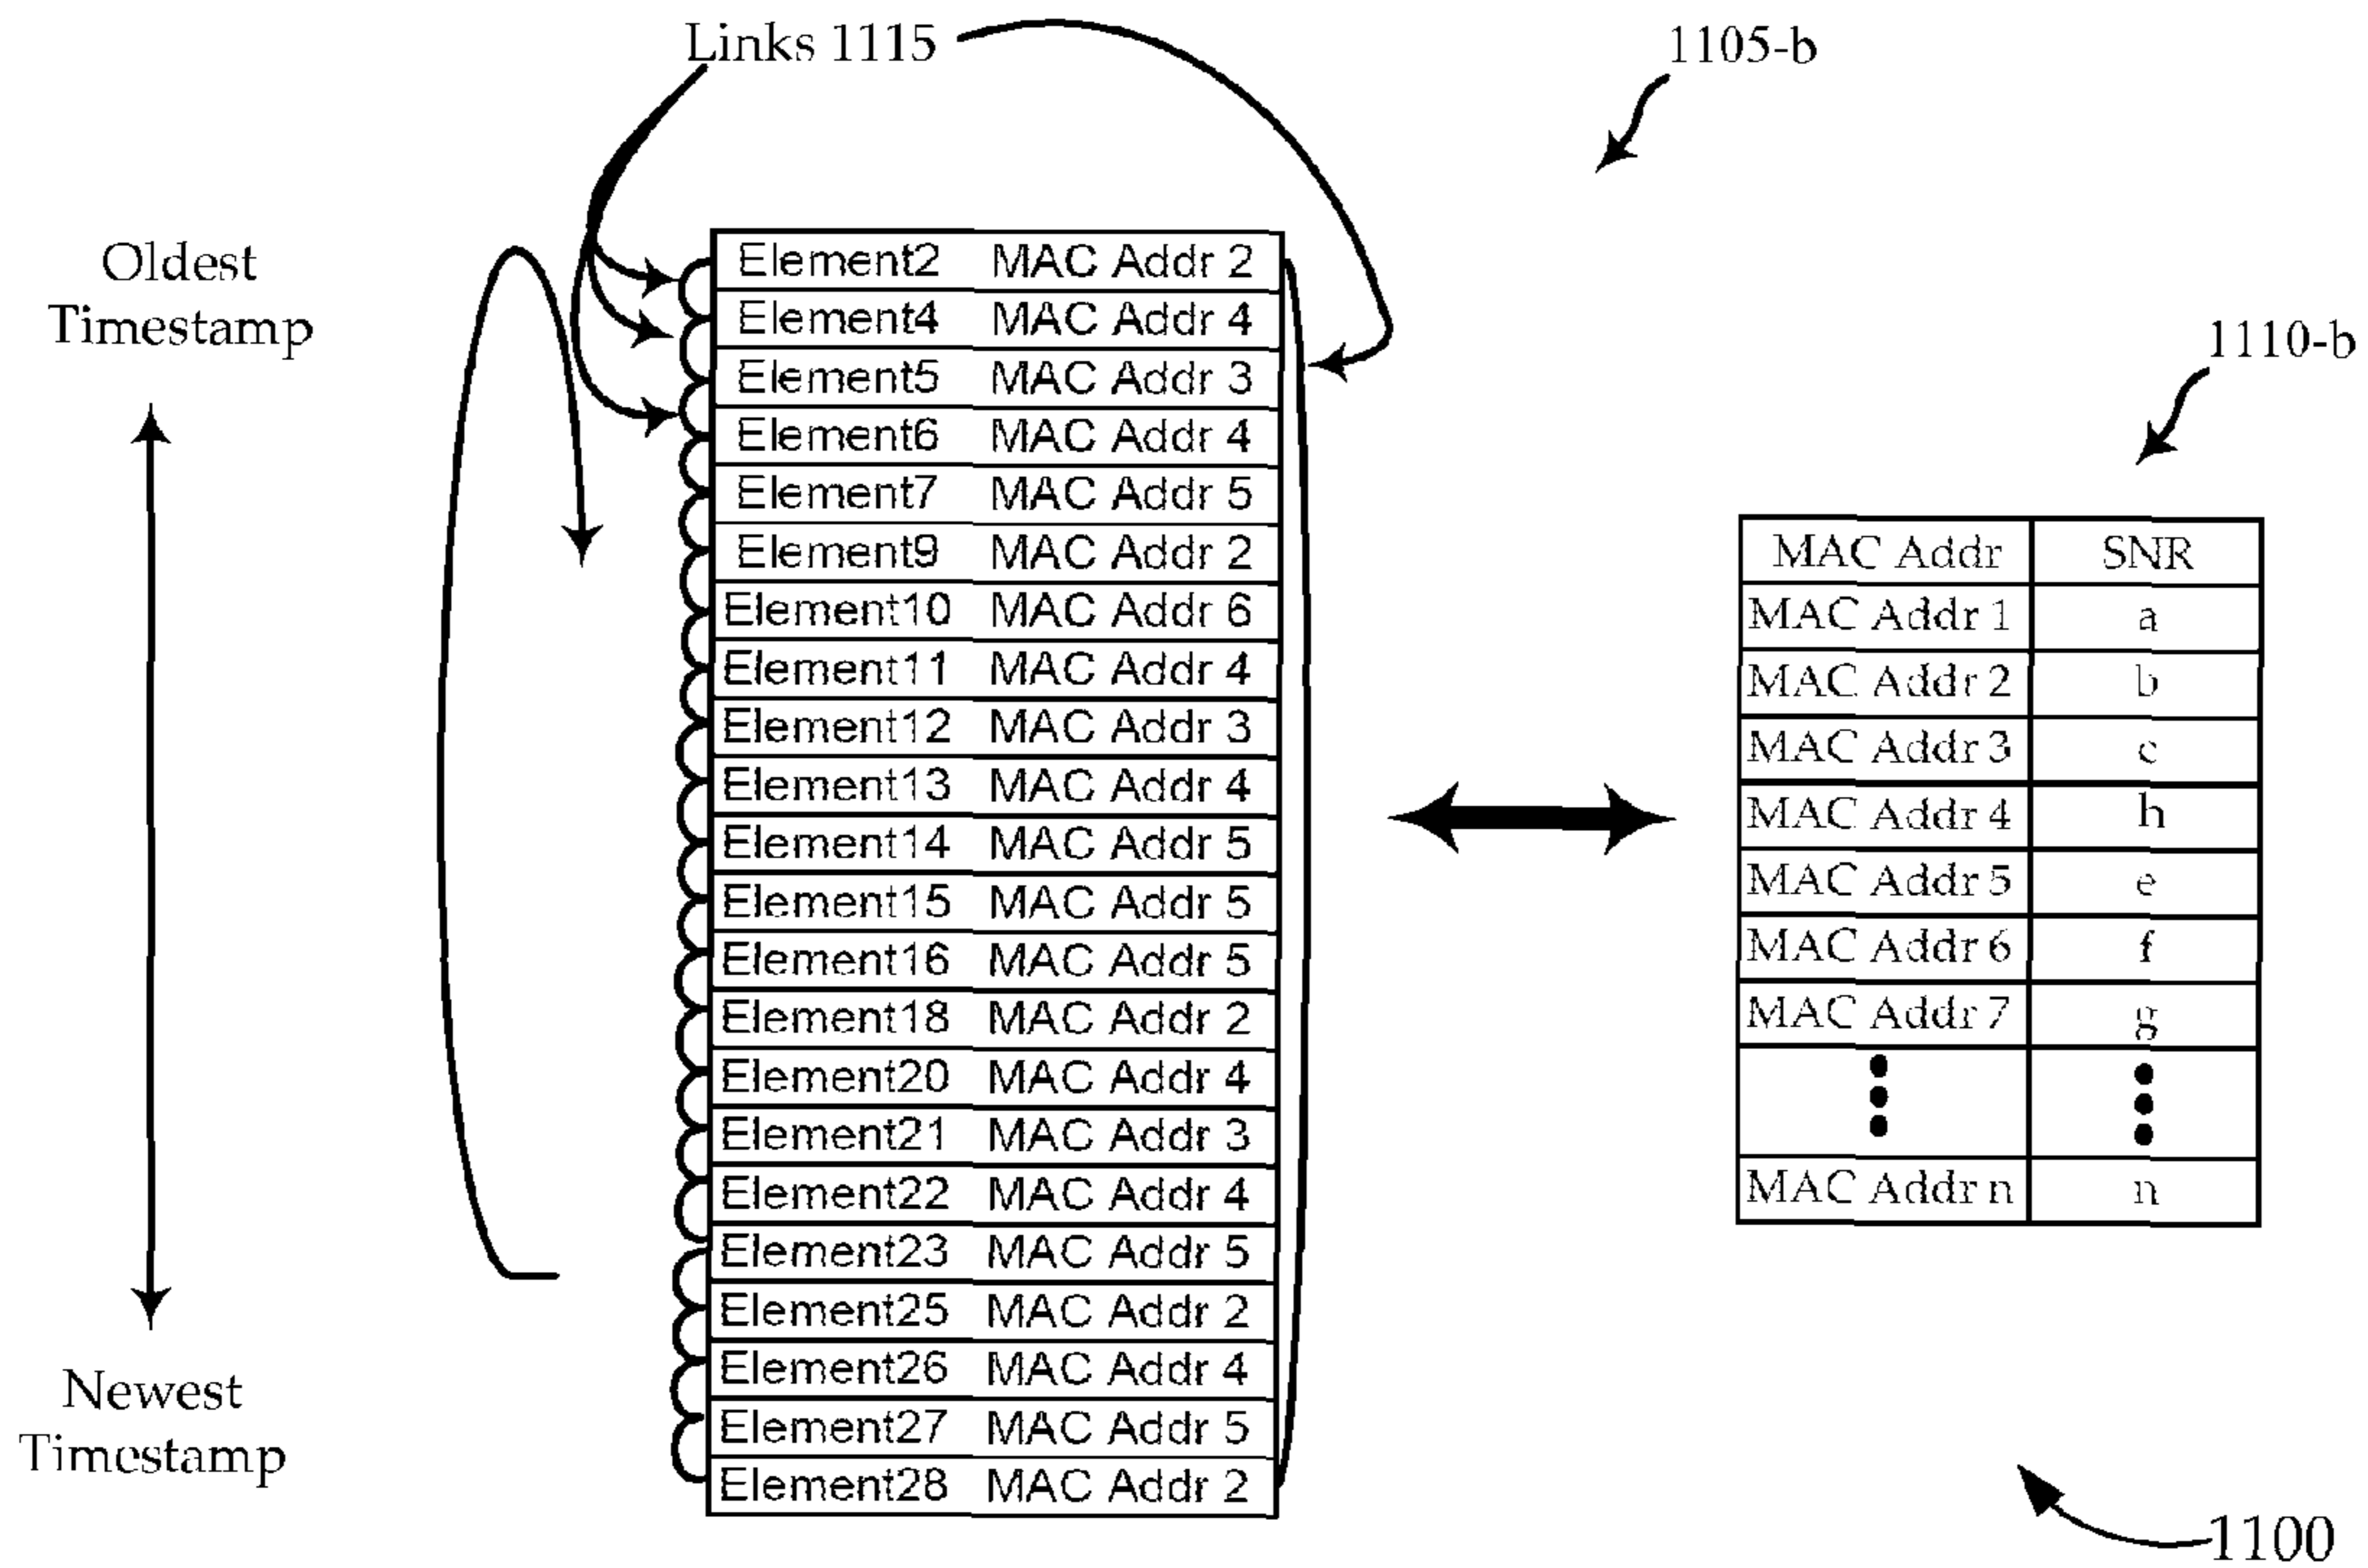 Links 1115
1105-b
Oldest
Timestamp
1110-b
Element2 MAC Addr 2
Element4 MAC Addr 4
Element5 MAC Addr 3
Element6 MAC Addr 4
Element7 MAC Addr 5
Element9 MAC Addr 2
Element10 MAC Addr 6
Element11 MAC Addr 4
Element12 MAC Addr 3
Element13 MAC Addr 4
Element14 MAC Addr 5
Element15 MAC Addr 5
Element16 MAC Addr 5
Element18 MAC Addr 2
Element20 MAC Addr 4
Element21 MAC Addr 3
Element22 MAC Addr 4
Element23 MAC Addr 5
Element25 MAC Addr 2
Element26 MAC Addr 4
Element27 MAC Addr 5
Element28 MAC Addr 2
MAC Addr SNR
MAC Addr 1 a
MAC Addr 2 b
MAC Addr 3 c
MAC Addr 4 h
MAC Addr 5 e
MAC Addr 6 f
MAC Addr 7 g
MAC Addr n n
Newest
Timestamp
1100